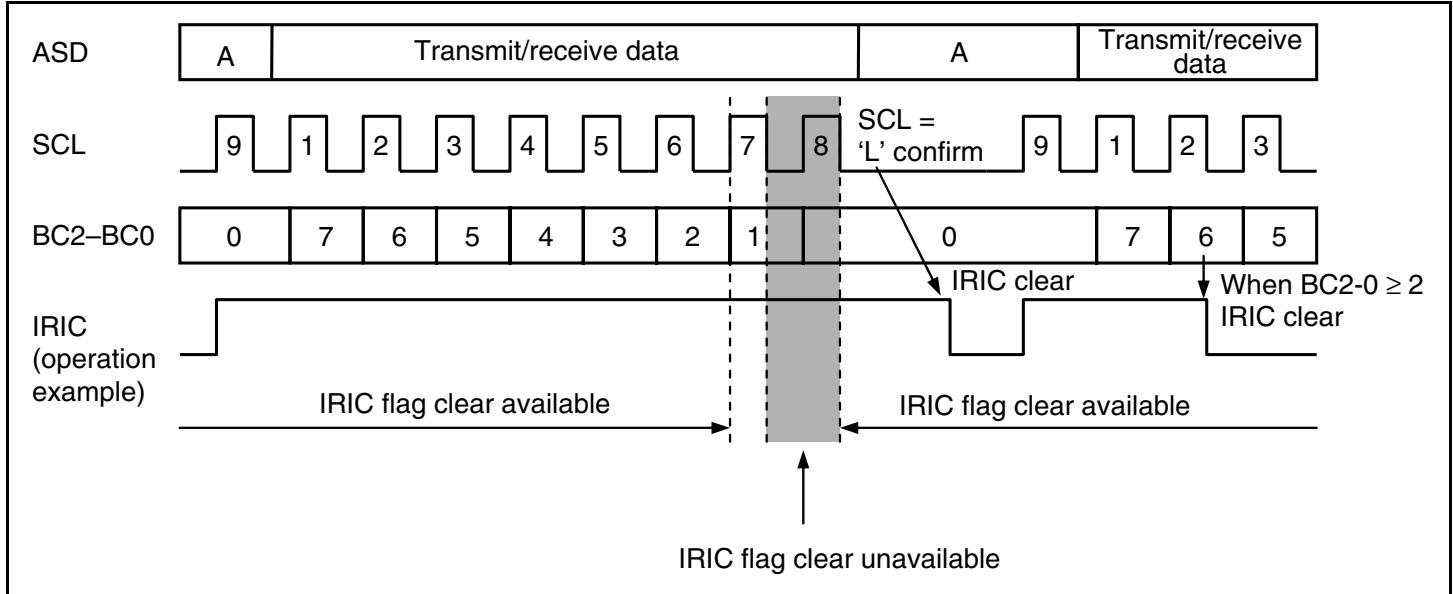 ASD
A
Transmit/receive data
A
Transmit/receive
data
SCL
9
1
2
3
4
5
6
7
8
SCL =
‘L’ confirm
9
1
2
3
BC2–BC0
0
7
6
5
4
3
2
1
0
7
6
5
IRIC
(operation
example)
IRIC clear
When BC2-0 ≥ 2
IRIC clear
IRIC flag clear available
IRIC flag clear available
IRIC flag clear unavailable